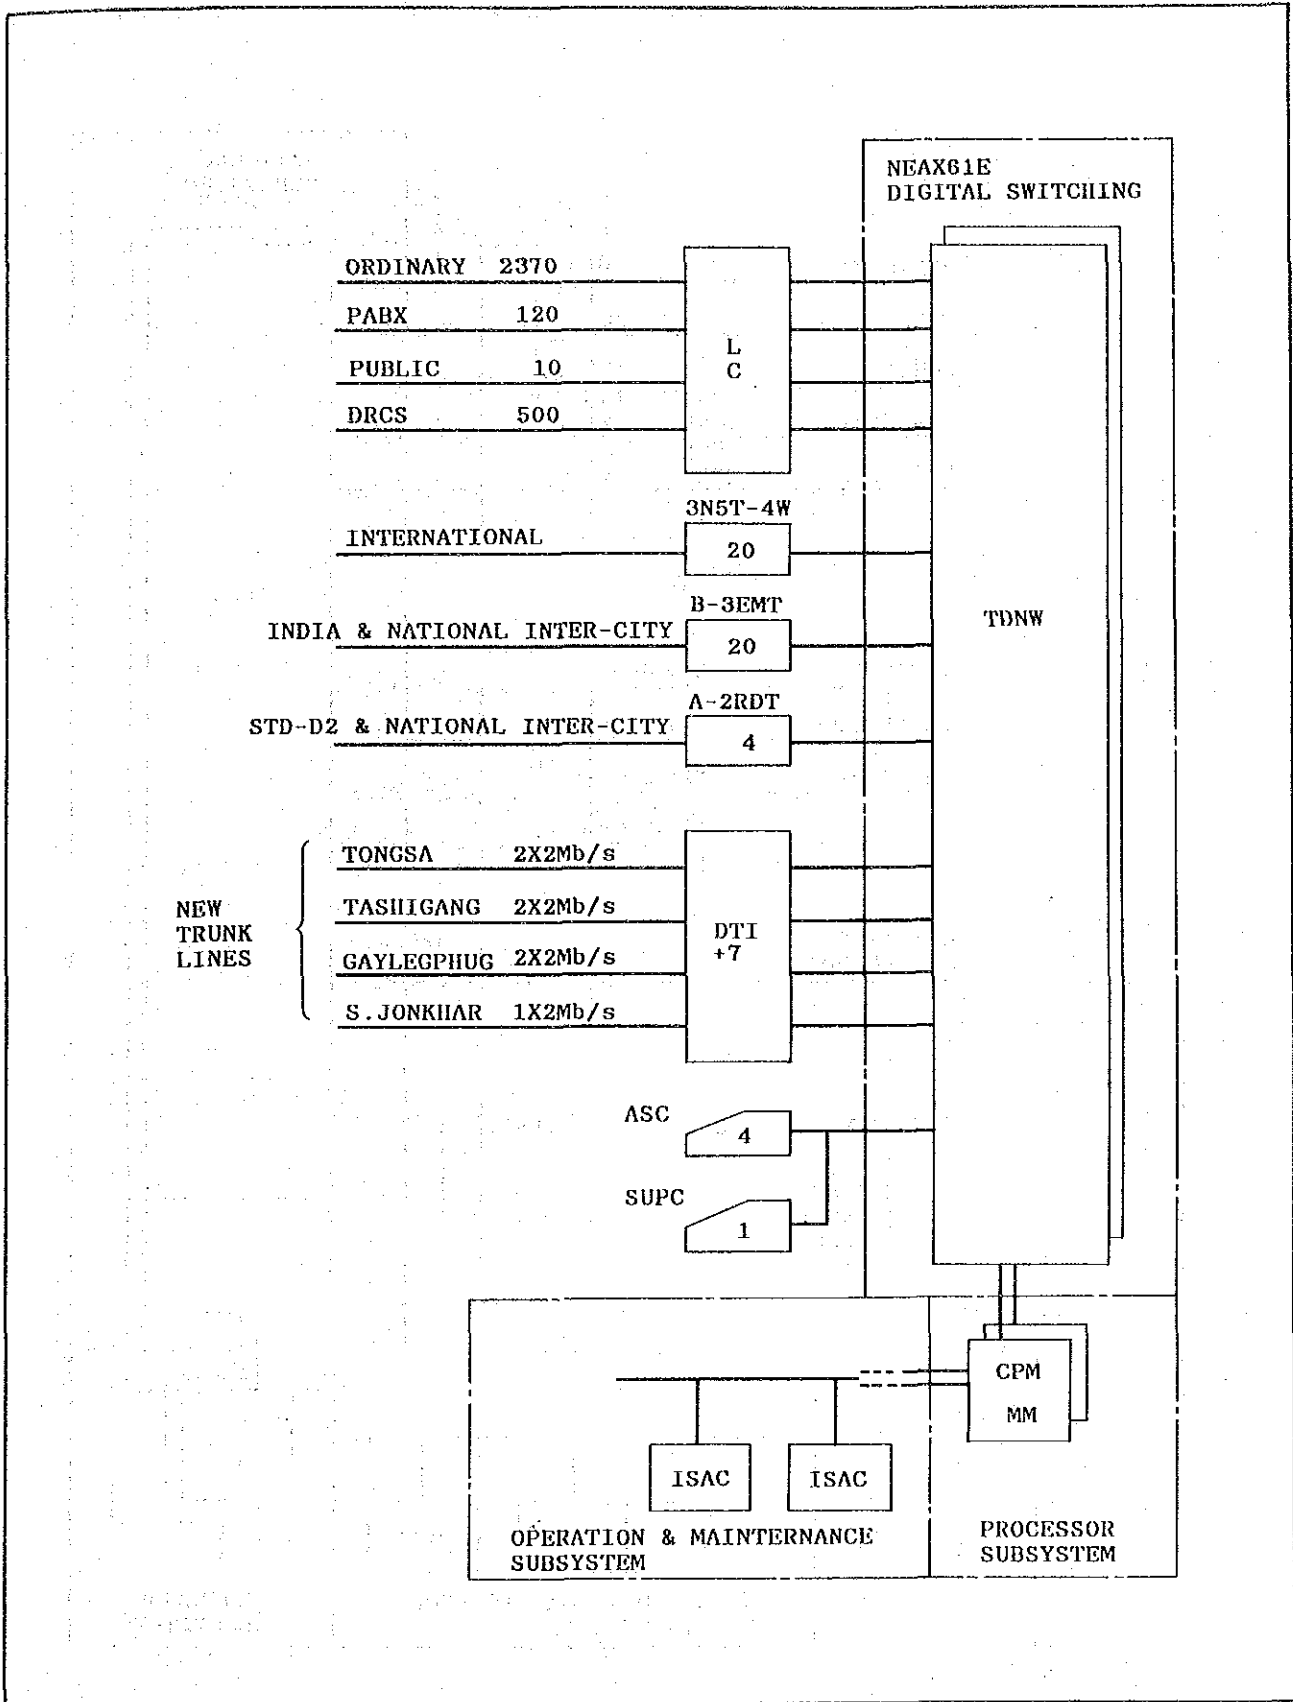 NEAX61E
DIGITAL SWITCHING
ORDINARY 2370
PABX 120
PUBLIC 10
DRCS 500
L
C
3N5T-4W
INTERNATIONAL
20
B-3EMT
INDIA & NATIONAL INTER-CITY
20
TDNW
A-2RDT
STD-D2 & NATIONAL INTER-CITY
4
NEW
TRUNK
LINES
TONGSA 2X2Mb/s
TASHIGANG 2X2Mb/s
GAYLEGPHUG 2X2Mb/s
S.JONKHAR 1X2Mb/s
DTI
+7
ASC
4
SUPC
1
CPM
MM
ISAC
ISAC
OPERATION & MAINTERNANCE
SUBSYSTEM
PROCESSOR
SUBSYSTEM